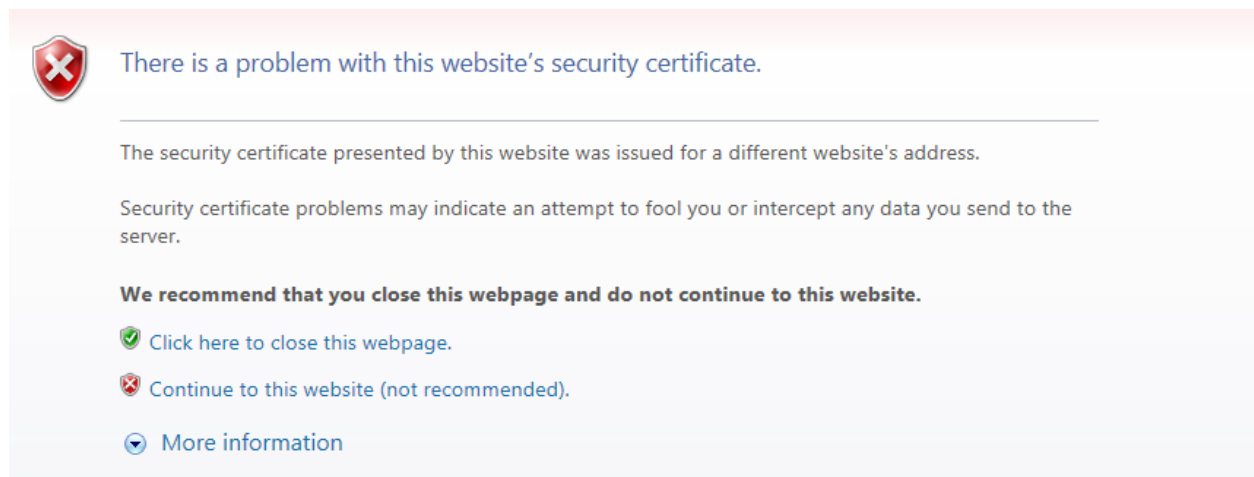 There is a problem with this website’s security certificate.
The security certificate presented by this website was issued for a different website's address.
Security certificate problems may indicate an attempt to fool you or intercept any data you send to the
server.
We recommend that you close this webpage and do not continue to this website.
Click here to close this webpage.
Continue to this website (not recommended).
More information